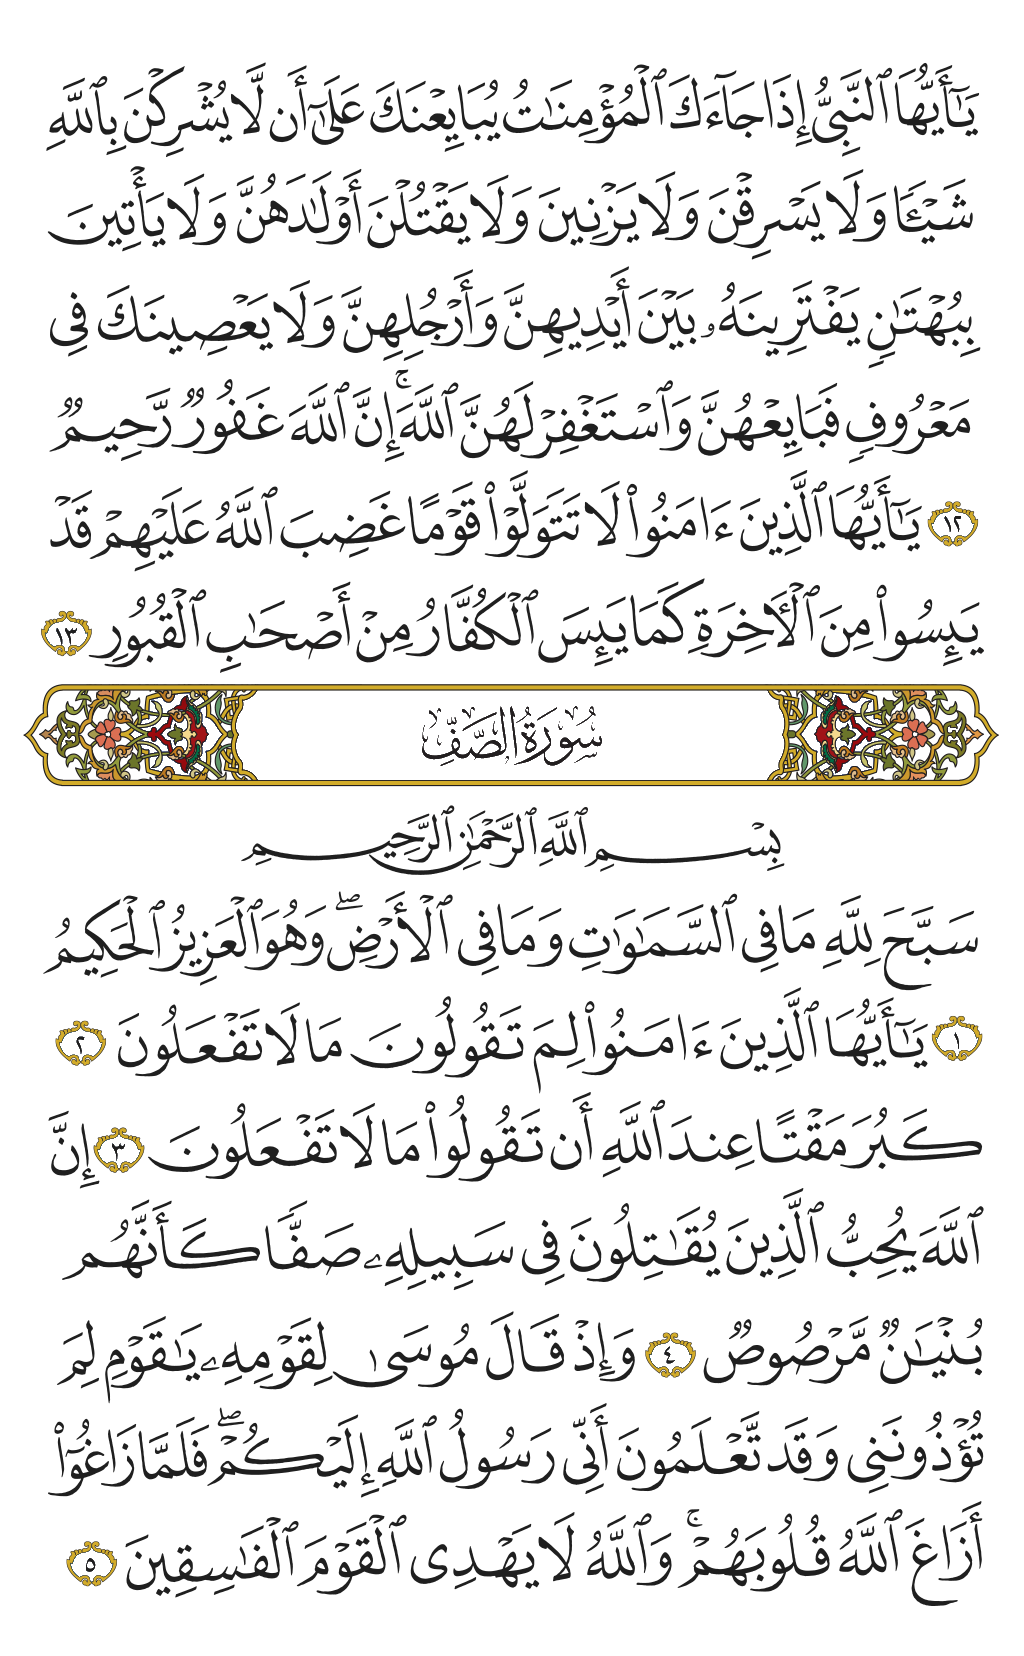 يَٰٓأَيُّهَا ٱلنَّبِىُّ إِذَا جَآءَكَ ٱلْمُؤْمِنَٰتُ يُبَايِعْنَكَ عَلَىٰٓ أَن لَّا يُشْرِكْنَ بِٱللَّهِ
شَيْـًٔا وَلَا يَسْرِقْنَ وَلَا يَزْنِينَ وَلَا يَقْتُلْنَ أَوْلَٰدَهُنَّ وَلَا يَأْتِينَ
بِبُهْتَٰنٍ يَفْتَرِينَهُۥ بَيْنَ أَيْدِيهِنَّ وَأَرْجُلِهِنَّ وَلَا يَعْصِينَكَ فِى
مَعْرُوفٍ فَبَايِعْهُنَّ وَٱسْتَغْفِرْ لَهُنَّ ٱللَّهَ ۚ إِنَّ ٱللَّهَ غَفُورٌ رَّحِيمٌ
١٢ يَٰٓأَيُّهَا ٱلَّذِينَ ءَامَنُوا۟ لَا تَتَوَلَّوْا۟ قَوْمًا غَضِبَ ٱللَّهُ عَلَيْهِمْ قَدْ
يَئِسُوا۟ مِنَ ٱلْـَٔاخِرَةِ كَمَا يَئِسَ ٱلْكُفَّارُ مِنْ أَصْحَٰبِ ٱلْقُبُورِ ١٣
سُورَةُ الصَّفِّ
بِسْمِ ٱللَّهِ ٱلرَّحْمَٰنِ ٱلرَّحِيمِ
سَبَّحَ لِلَّهِ مَا فِى ٱلسَّمَٰوَٰتِ وَمَا فِى ٱلْأَرْضِ ۖ وَهُوَ ٱلْعَزِيزُ ٱلْحَكِيمُ
١ يَٰٓأَيُّهَا ٱلَّذِينَ ءَامَنُوا۟ لِمَ تَقُولُونَ مَا لَا تَفْعَلُونَ ٢
كَبُرَ مَقْتًا عِندَ ٱللَّهِ أَن تَقُولُوا۟ مَا لَا تَفْعَلُونَ ٣ إِنَّ
ٱللَّهَ يُحِبُّ ٱلَّذِينَ يُقَٰتِلُونَ فِى سَبِيلِهِۦ صَفًّا كَأَنَّهُم
بُنْيَٰنٌ مَّرْصُوصٌ ٤ وَإِذْ قَالَ مُوسَىٰ لِقَوْمِهِۦ يَٰقَوْمِ لِمَ
تُؤْذُونَنِى وَقَد تَّعْلَمُونَ أَنِّى رَسُولُ ٱللَّهِ إِلَيْكُمْ ۖ فَلَمَّا زَاغُوٓا۟
أَزَاغَ ٱللَّهُ قُلُوبَهُمْ ۚ وَٱللَّهُ لَا يَهْدِى ٱلْقَوْمَ ٱلْفَٰسِقِينَ ٥